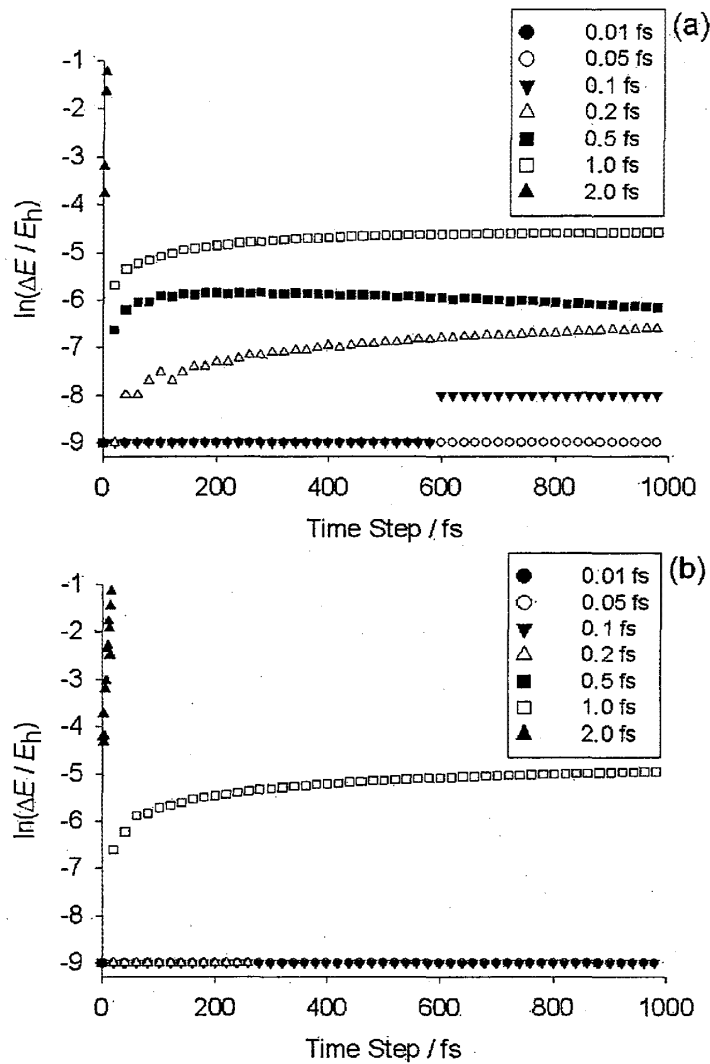 (a)
0.01 fs
0.05 fs
0.1 fs
0.2 fs
0.5 fs
1.0 fs
2.0 fs
-1
-2
-3
-4
-5
-6
-7
-8
-9
ln(ΔE / Eh)
0
200
400
600
800
1000
Time Step / fs
(b)
0.01 fs
0.05 fs
0.1 fs
0.2 fs
0.5 fs
1.0 fs
2.0 fs
-1
-2
-3
-4
-5
-6
-7
-8
-9
ln(ΔE / Eh)
0
200
400
600
800
1000
Time Step / fs